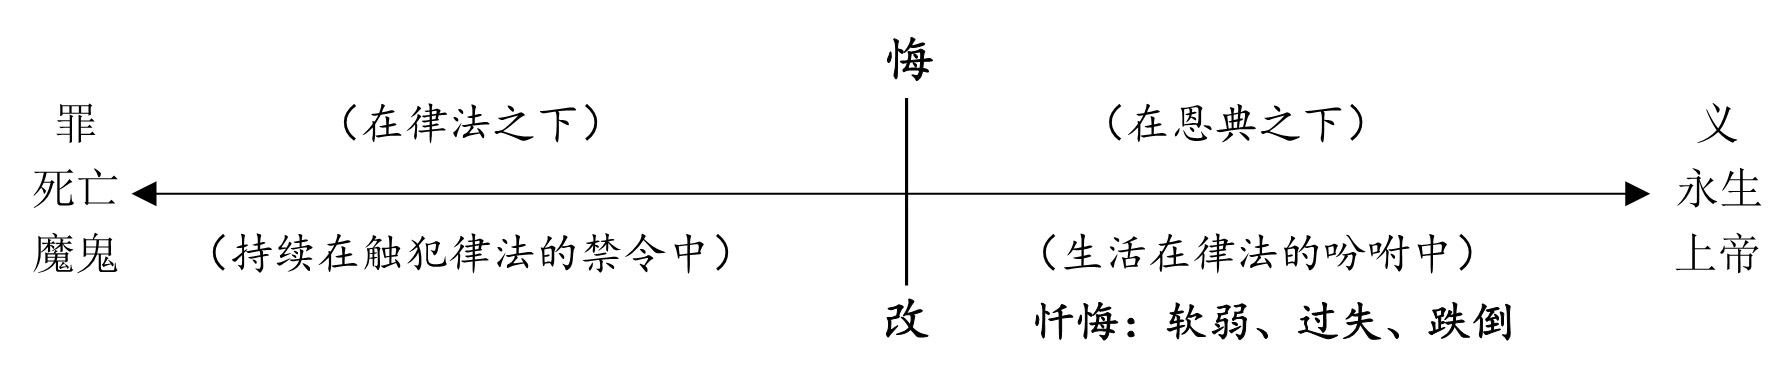 悔
罪 （在律法之下） （在恩典之下） 义
死亡 永生
魔鬼 （持续在触犯律法的禁令中） （生活在律法的吩咐中） 上帝
改 忏悔：软弱、过失、跌倒